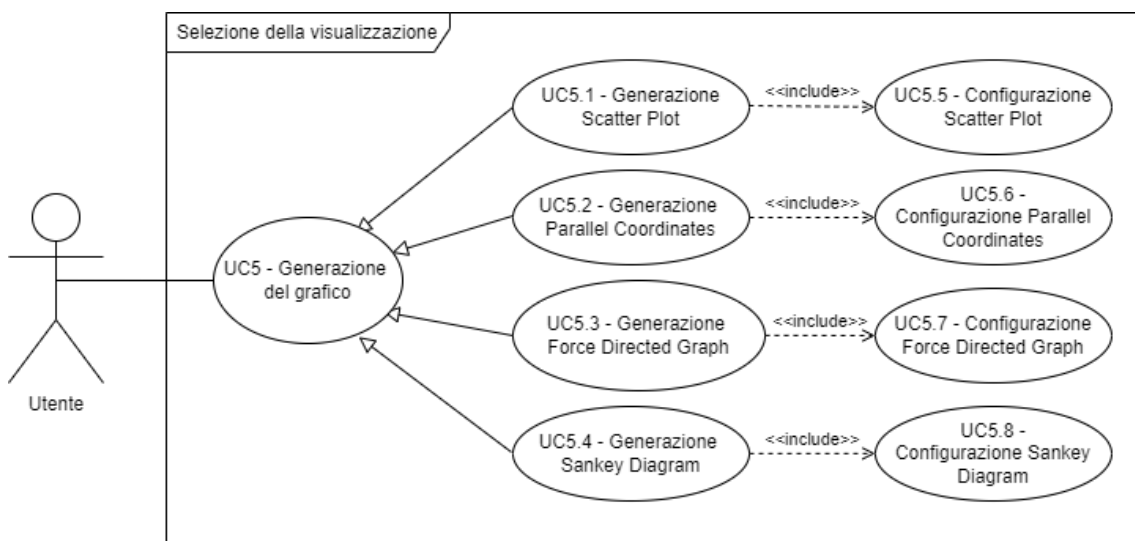 Selezione della visualizzazione
UC5.1 - Generazione
Scatter Plot
<<include>>
UC5.5 - Configurazione
Scatter Plot
UC5.2 - Generazione
Parallel Coordinates
<<include>>
UC5.6 -
Configurazione Parallel
Coordinates
UC5 - Generazione
del grafico
UC5.3 - Generazione
Force Directed Graph
<<include>>
UC5.7 - Configurazione
Force Directed Graph
Utente
UC5.4 - Generazione
Sankey Diagram
<<include>>
UC5.8 -
Configurazione Sankey
Diagram